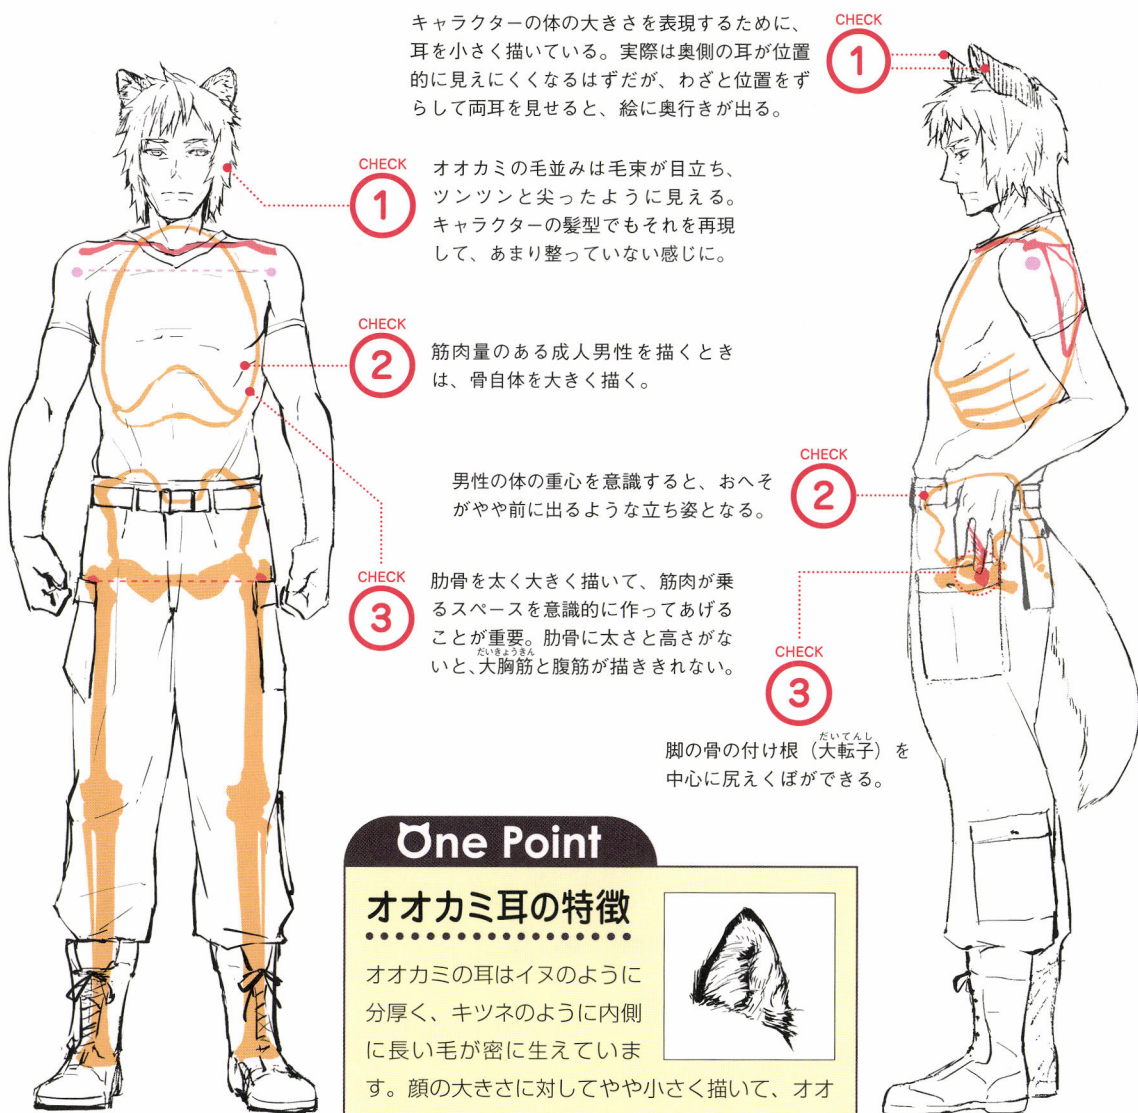 キャラクターの体の大きさを表現するために、
耳を小さく描いている。実際は奥側の耳が位置
的に見えにくくなるはずだが、わざと位置をず
らして両耳を見せると、絵に奥行きが出る。
CHECK
1
CHECK
1
オオカミの毛並みは毛束が目立ち、
ツンツンと尖ったように見える。
キャラクターの髪型でもそれを再現
して、あまり整っていない感じに。
CHECK
2
筋肉量のある成人男性を描くとき
は、骨自体を大きく描く。
男性の体の重心を意識すると、おへそ
がやや前に出るような立ち姿となる。
CHECK
2
CHECK
3
肋骨を太く大きく描いて、筋肉が乗
るスペースを意識的に作ってあげる
ことが重要。肋骨に太さと高さがな
だいきょうきん
いと、大胸筋と腹筋が描ききれない。
CHECK
3
だいてんし
脚の骨の付け根（大転子）を
中心に尻えくぼができる。
One Point
オオカミ耳の特徴
オオカミの耳はイヌのように
分厚く、キツネのように内側
に長い毛が密に生えていま
す。顔の大きさに対してやや小さく描いて、オオ